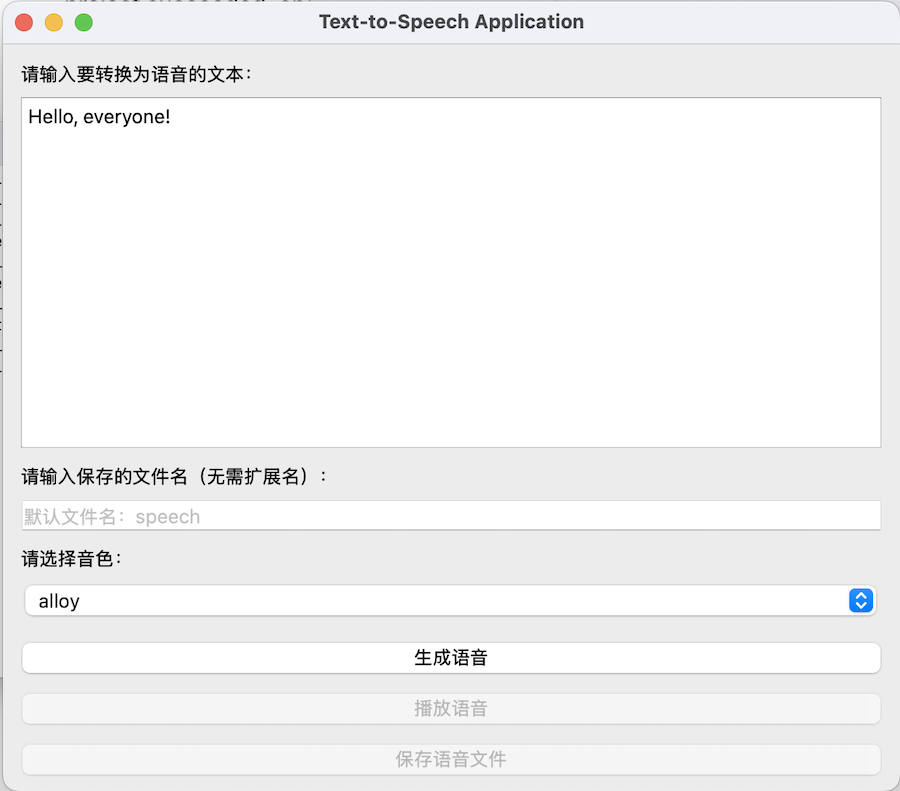 Text-to-Speech Application
请输入要转换为语音的文本：
Hello, everyone!
请输入保存的文件名（无需扩展名）：
默认文件名：speech
请选择音色：
alloy
生成语音
播放语音
保存语音文件